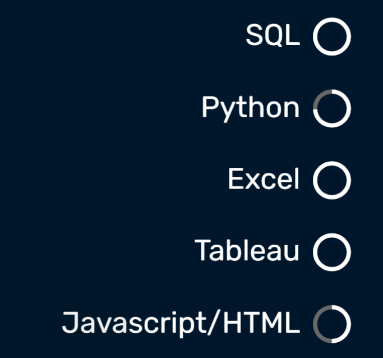 SQL
Python
Excel
Tableau
Javascript/HTML